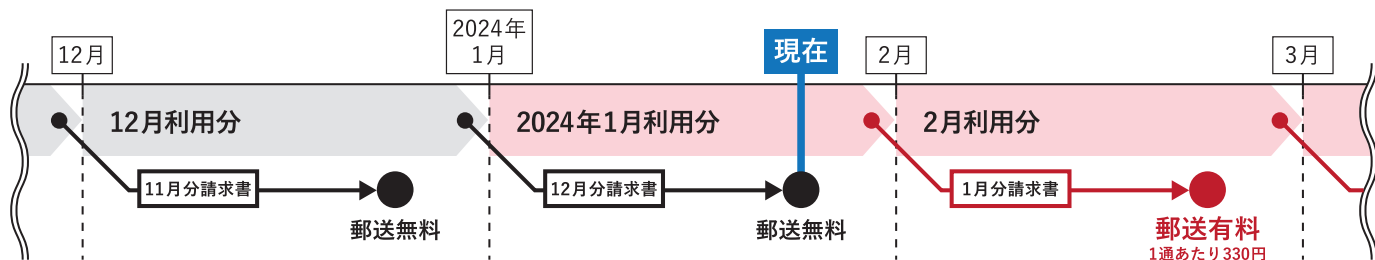 12月
2024年
1月
現在
2月
3月
12月利用分
2024年1月利用分
2月利用分
11月分請求書
12月分請求書
1月分請求書
郵送無料
郵送無料
郵送有料
1通あたり330円